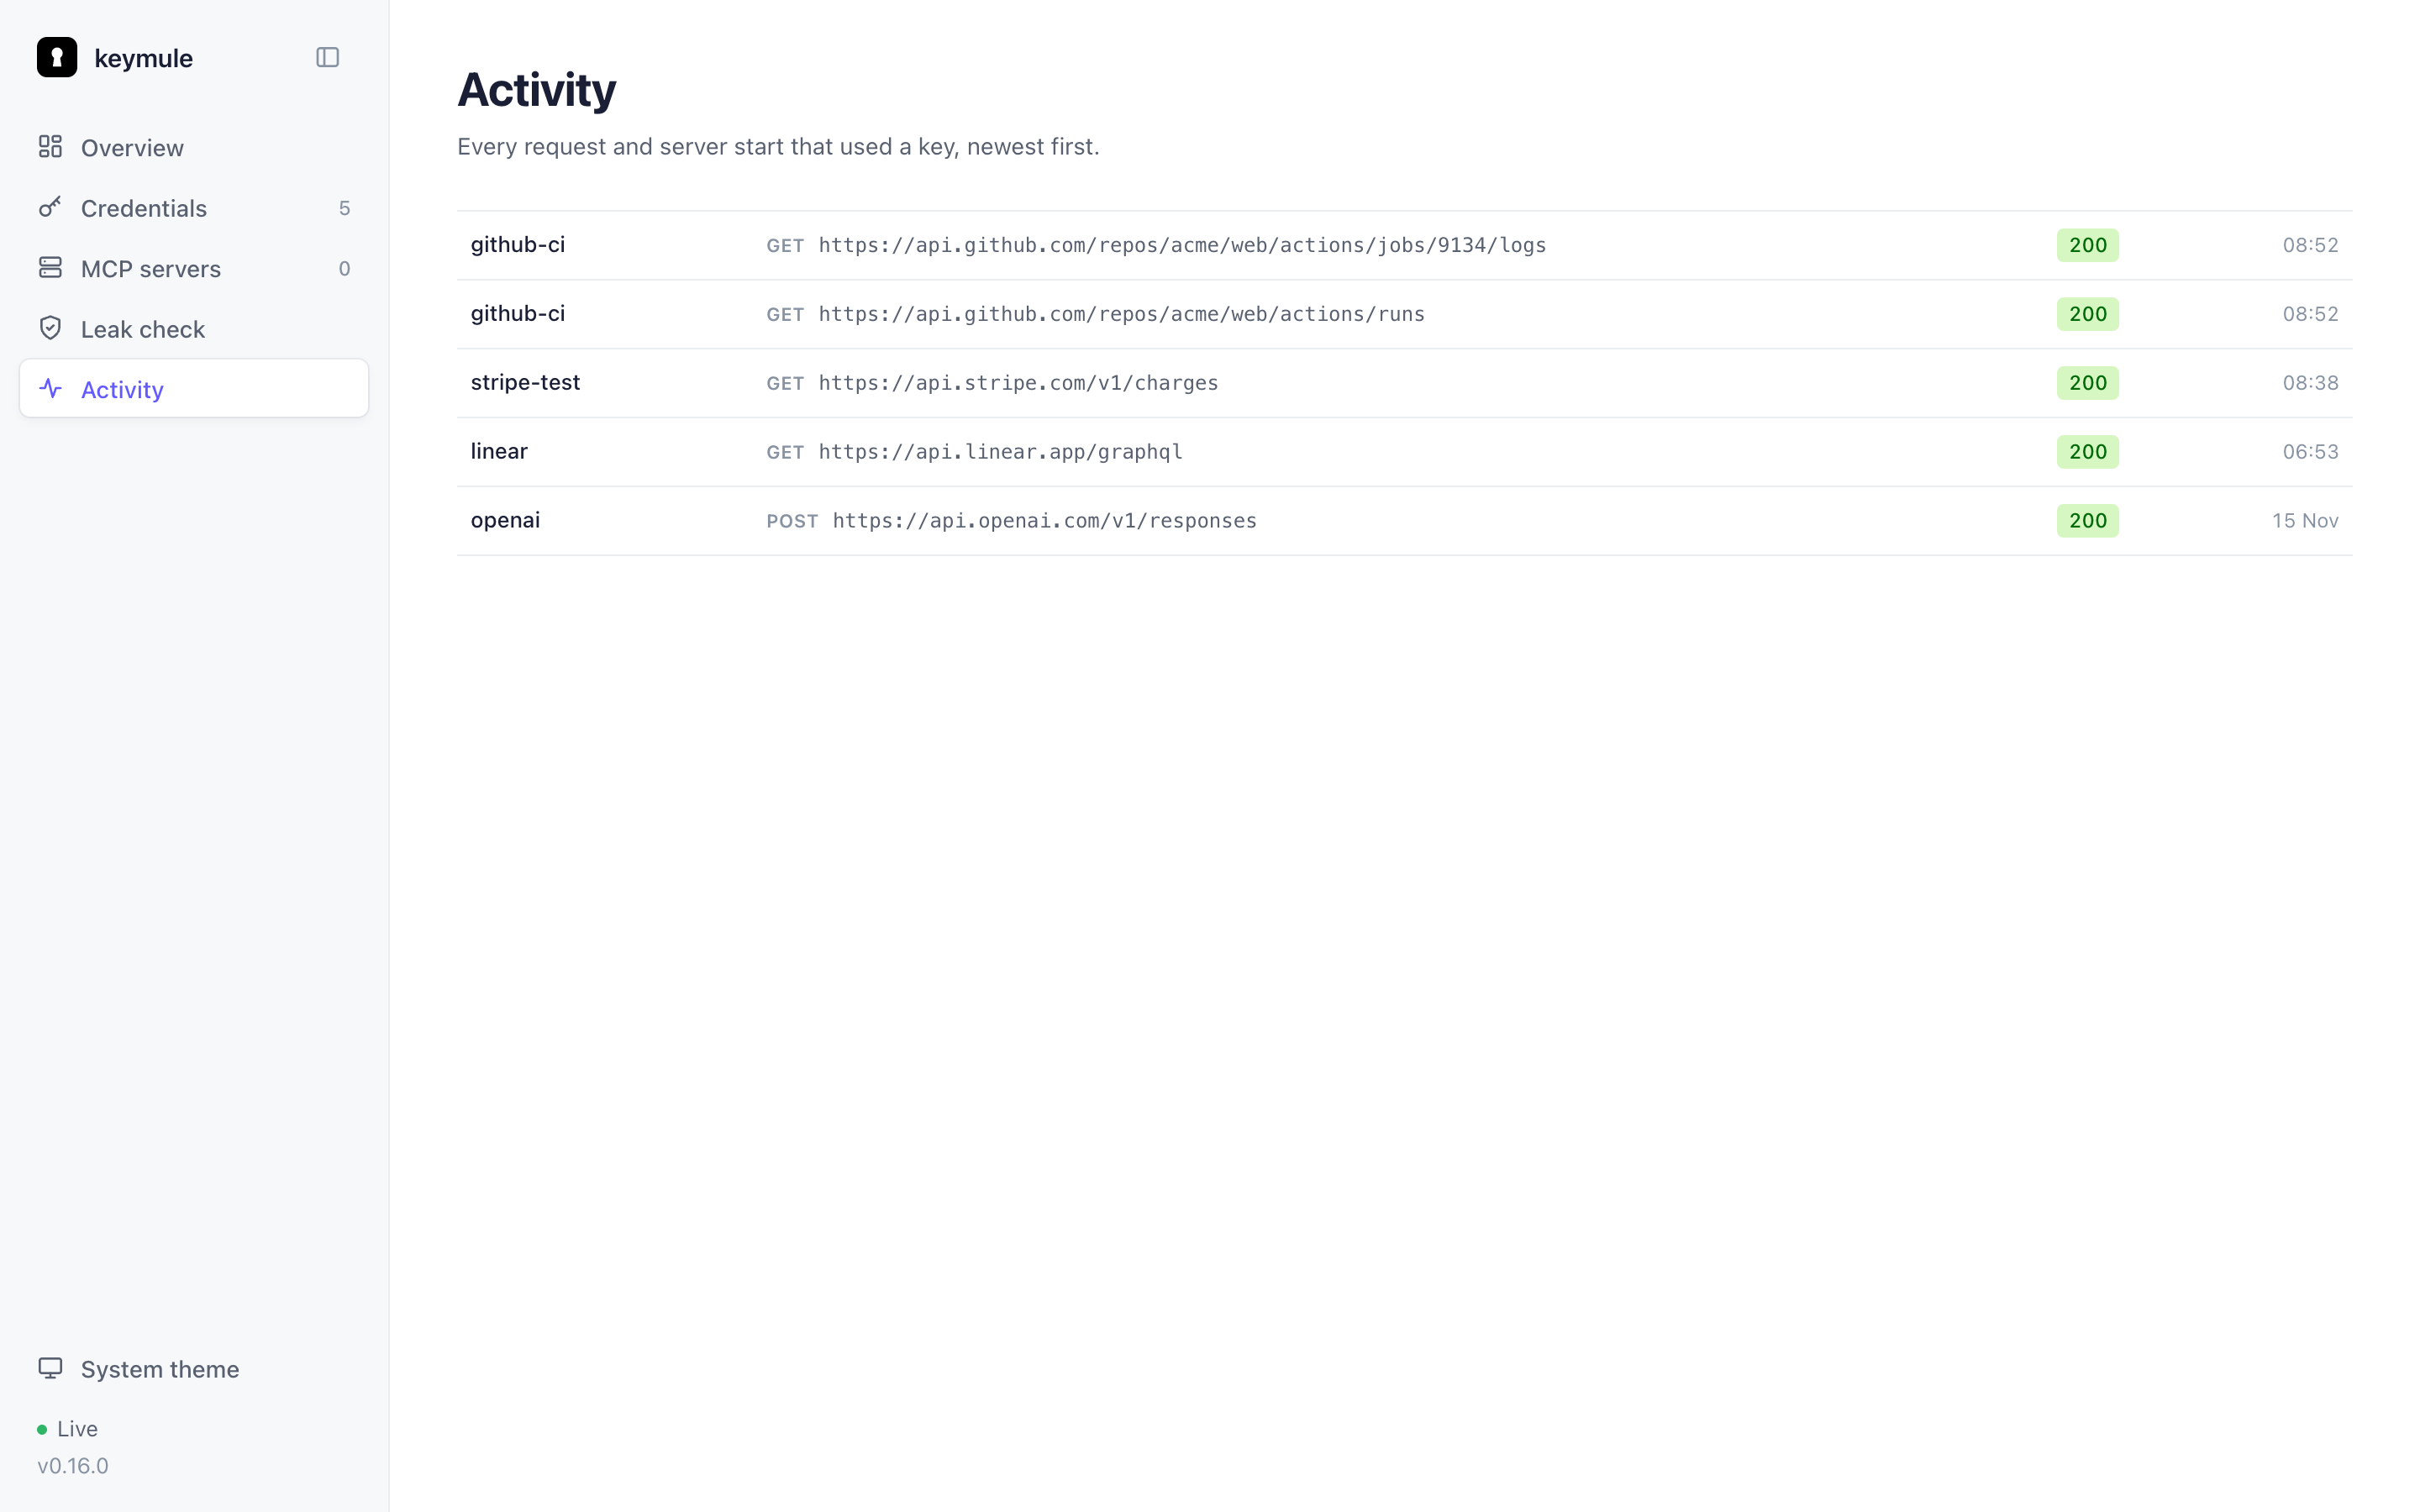 keymule
Overview
Credentials 5
MCP servers 0
Leak check
Activity
System theme
Live
v0.16.0
Activity
Every request and server start that used a key, newest first.
github-ci GET https://api.github.com/repos/acme/web/actions/jobs/9134/logs 200 08:52
github-ci GET https://api.github.com/repos/acme/web/actions/runs 200 08:52
stripe-test GET https://api.stripe.com/v1/charges 200 08:38
linear GET https://api.linear.app/graphql 200 06:53
openai POST https://api.openai.com/v1/responses 200 15 Nov